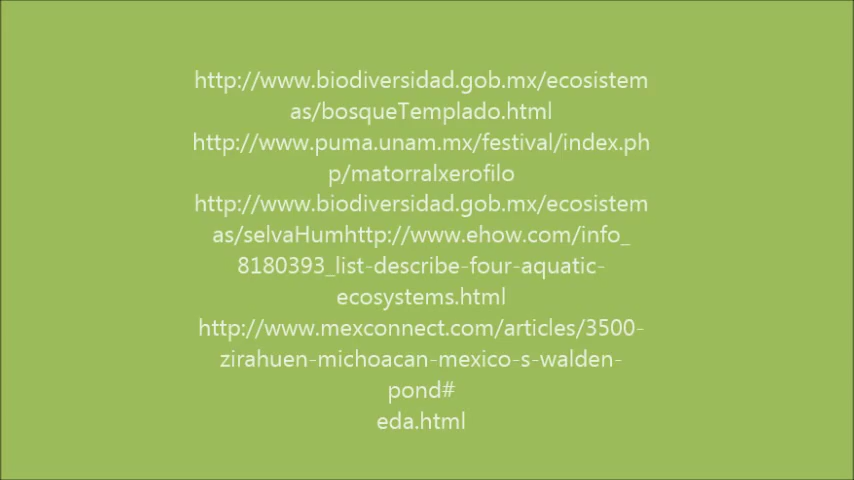 http://www.biodiversidad.gob.mx/ecosistem
as/bosqueTemplado.html
http://www.puma.unam.mx/festival/index.ph
p/matorralxerofilo
http://www.biodiversidad.gob.mx/ecosistem
as/selvaHumhttp://www.ehow.com/info_
8180393_list-describe-four-aquatic-
ecosystems.html
http://www.mexconnect.com/articles/3500-
zirahuen-michoacan-mexico-s-walden-
pond#
eda.html